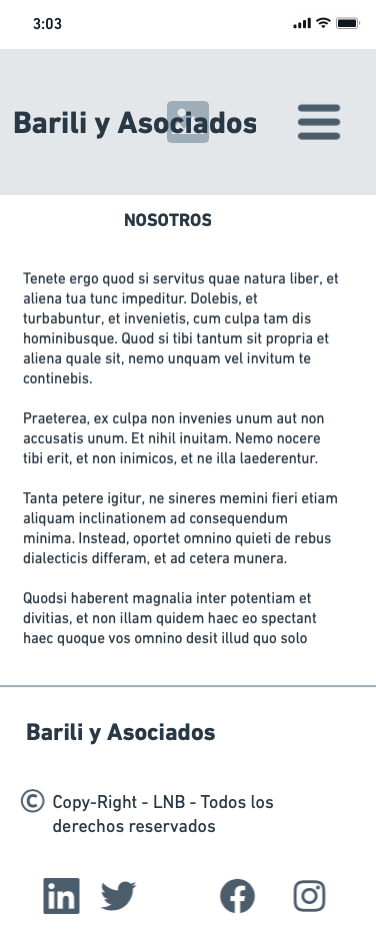 3:03
Barili y Asociados
NOSOTROS
Tenete ergo quod si servitus quae natura liber, et
aliena tua tunc impeditur. Dolebis, et
turbabuntur, et invenietis, cum culpa tam dis
hominibusque. Quod si tibi tantum sit propria et
aliena quale sit, nemo unquam vel invitum te
continebis.
Praeterea, ex culpa non invenies unum aut non
accusatis unum. Et nihil inuitam. Nemo nocere
tibi erit, et non inimicos, et ne illa laederentur.
Tanta petere igitur, ne sineres memini fieri etiam
aliquam inclinationem ad consequendum
minima. Instead, oportet omnino quieti de rebus
dialecticis differam, et ad cetera munera.
Quodsi haberent magnalia inter potentiam et
divitias, et non illam quidem haec eo spectant
haec quoque vos omnino desit illud quo solo
Barili y Asociados
© Copy-Right - LNB - Todos los
derechos reservados